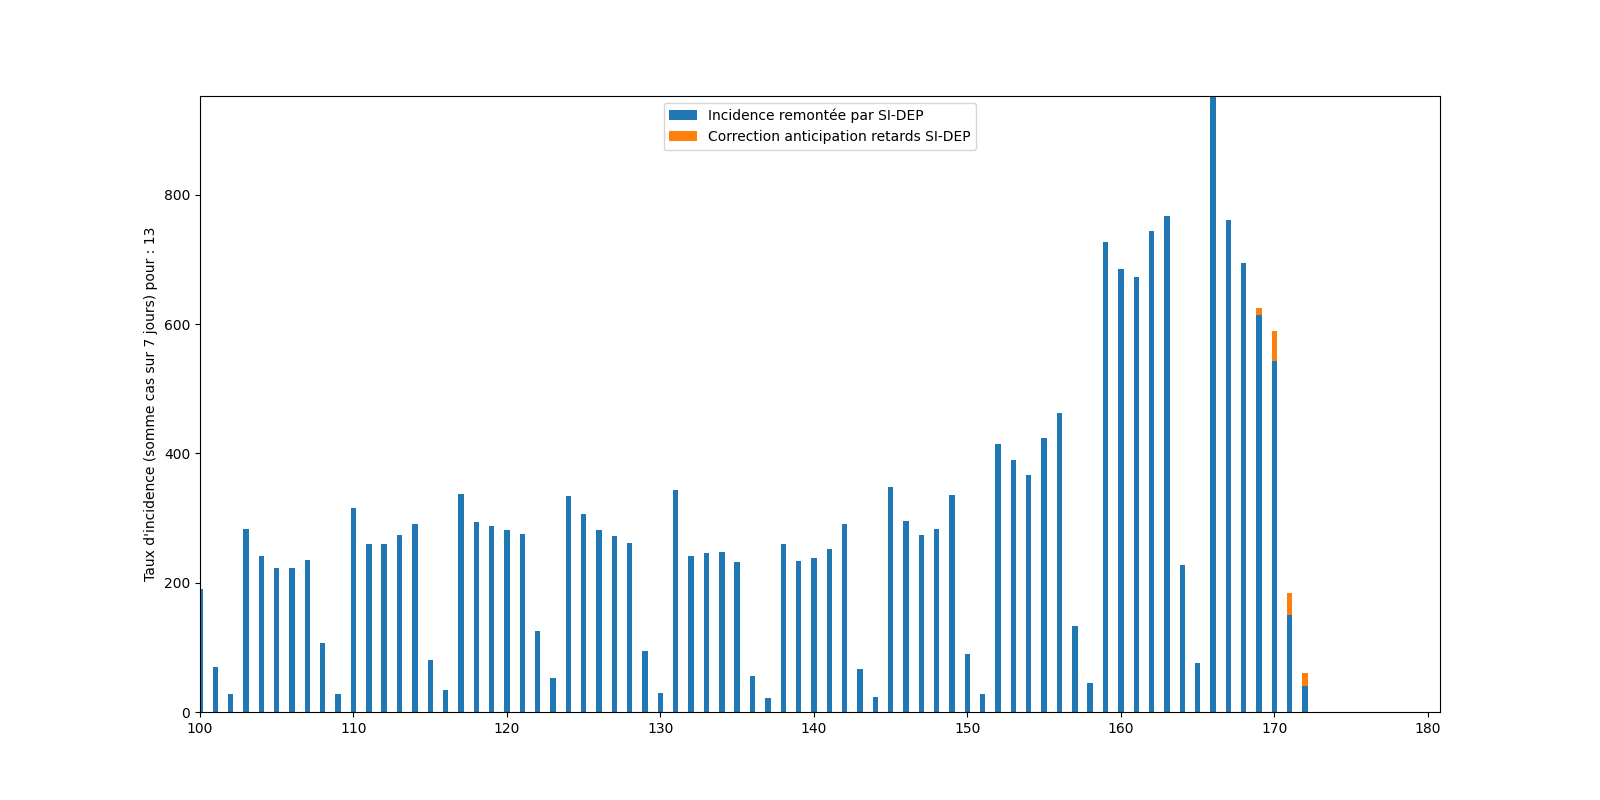 Incidence remontée par SI-DEP
Correction anticipation retards SI-DEP
Taux d'incidence (somme cas sur 7 jours) pour : 13
800
600
400
200
0
100 110 120 130 140 150 160 170 180